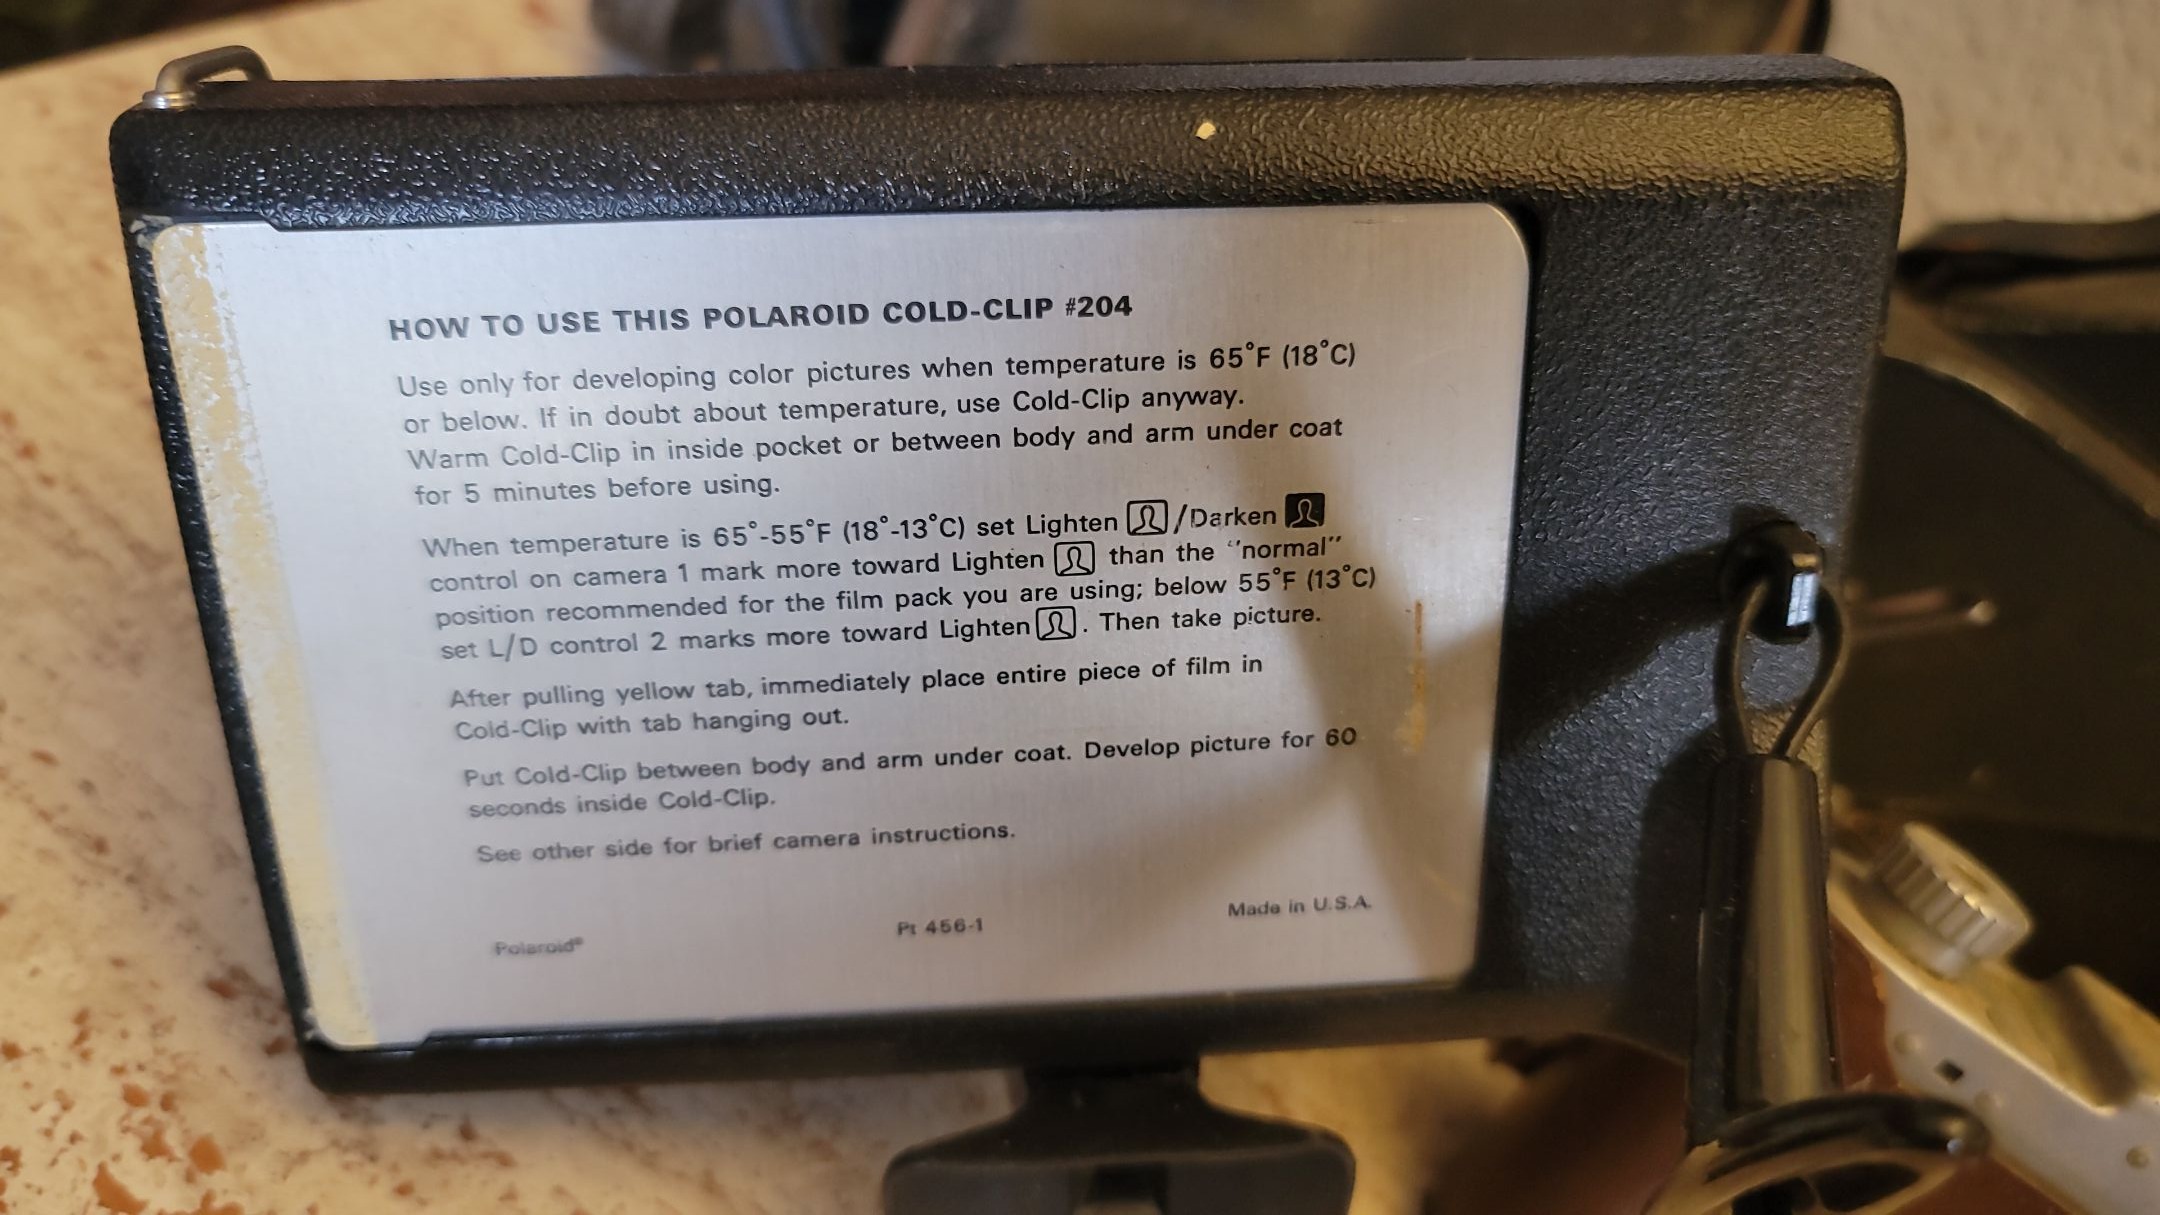 HOW TO USE THIS POLAROID COLD-CLIP #204
Use only for developing color pictures when temperature is 65°F (18°C)
or below. If in doubt about temperature, use Cold-Clip anyway.
Warm Cold-Clip in inside pocket or between body and arm under coat
for 5 minutes before using.
When temperature is 65°-55°F (18°-13°C) set Lighten /Darken
control on camera 1 mark more toward Lighten than the "normal"
position recommended for the film pack you are using; below 55°F (13°C)
set L/D control 2 marks more toward Lighten . Then take picture.
After pulling yellow tab, immediately place entire piece of film in
Cold-Clip with tab hanging out.
Put Cold-Clip between body and arm under coat. Develop picture for 60
seconds inside Cold-Clip.
See other side for brief camera instructions.
Polaroid® Pt 456-1 Made in U.S.A.